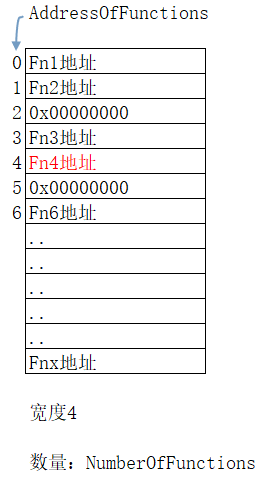 AddressOfFunctions
0 Fn1地址
1 Fn2地址
2 0x00000000
3 Fn3地址
4 Fn4地址
5 0x00000000
6 Fn6地址
..
..
..
..
..
Fnx地址
宽度4
数量: NumberOfFunctions